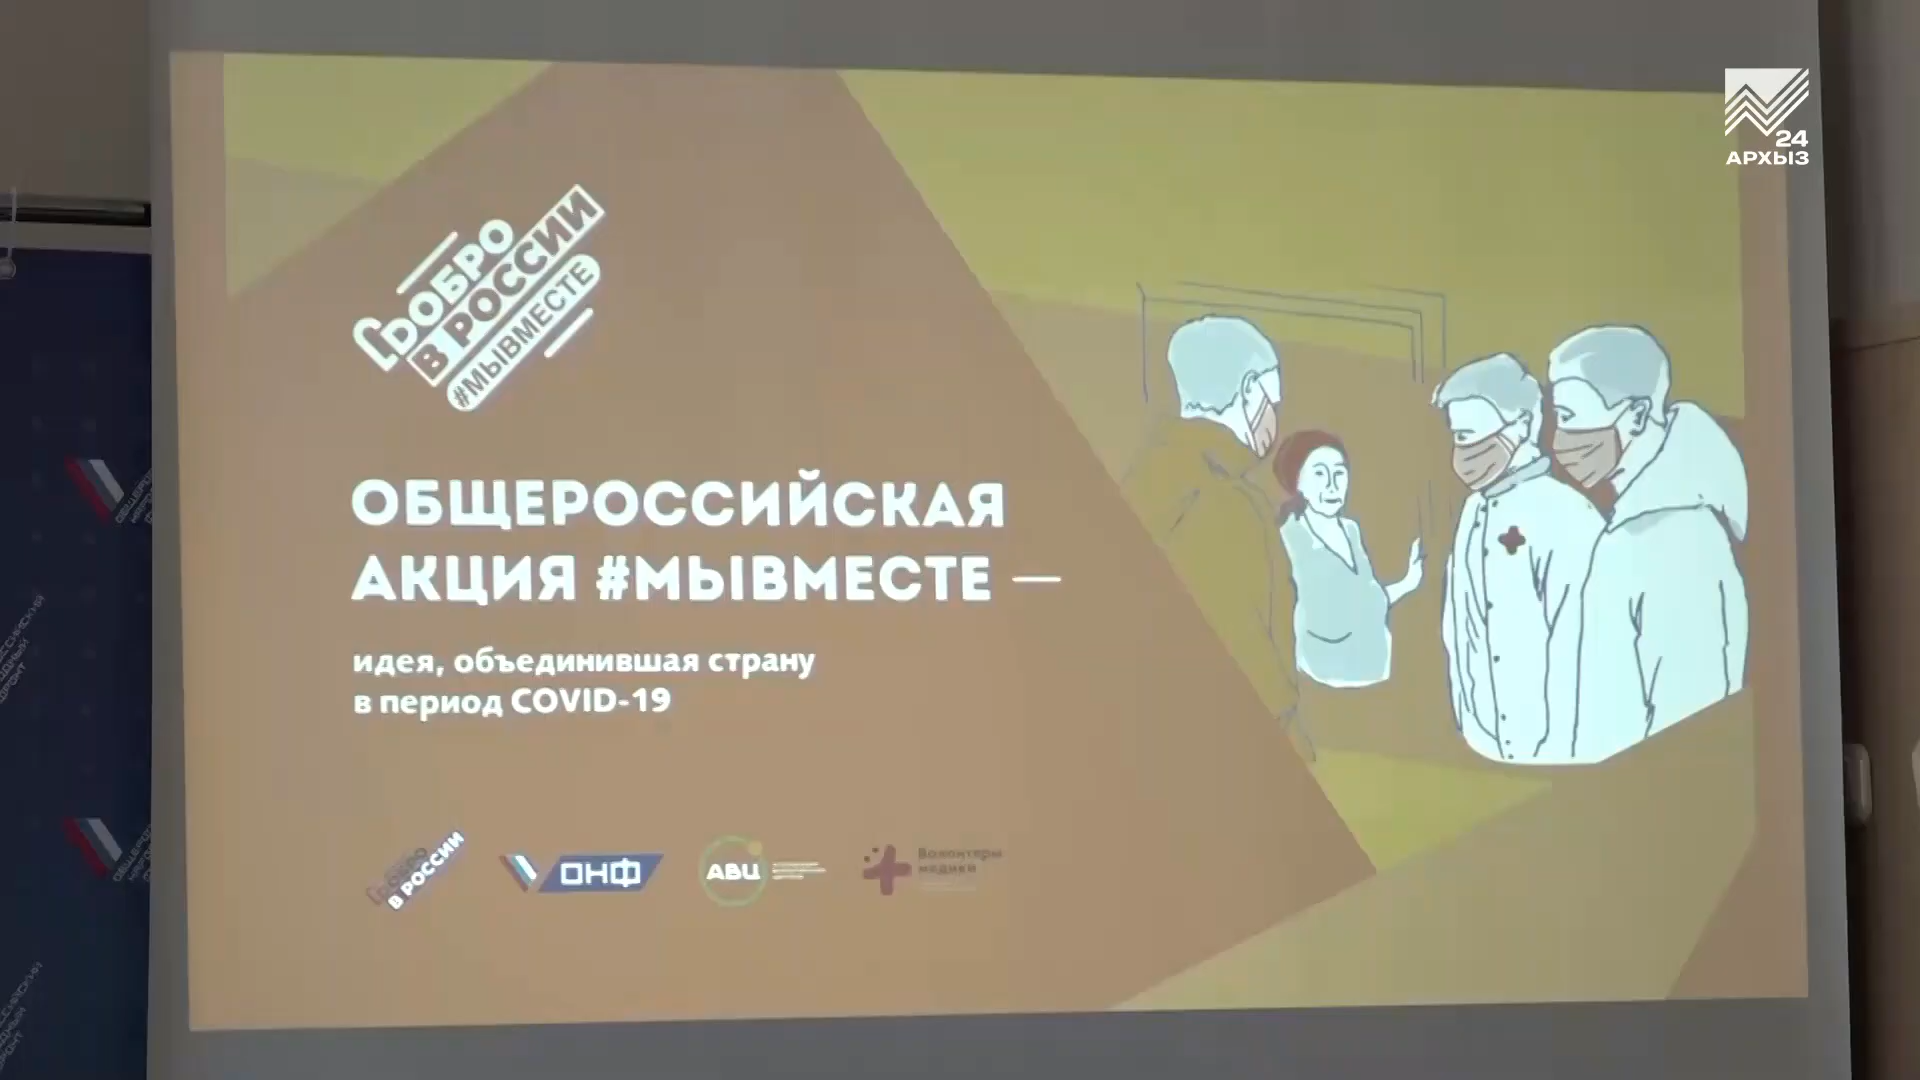 24
АРХЫЗ
#ДОБРО
В РОССИИ
#МЫВМЕСТЕ
ОБЩЕРОССИЙСКАЯ
АКЦИЯ #МЫВМЕСТЕ —
идея, объединившая страну
в период COVID-19
В РОССИИ
ОНФ
АВЦ
Волонтеры
медики